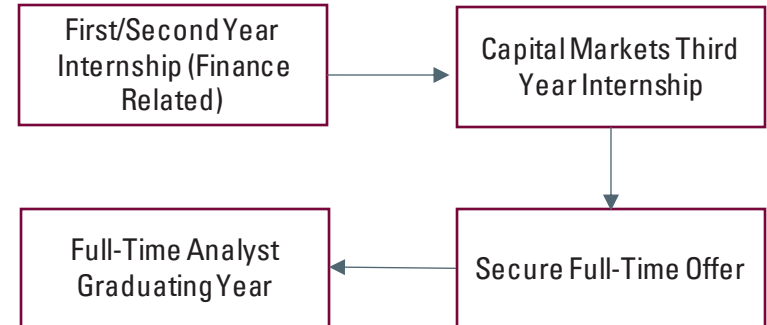 First/Second Year
Internship (Finance
Related)
Capital Markets Third
Year Internship
Secure Full-Time Offer
Full-Time Analyst
Graduating Year